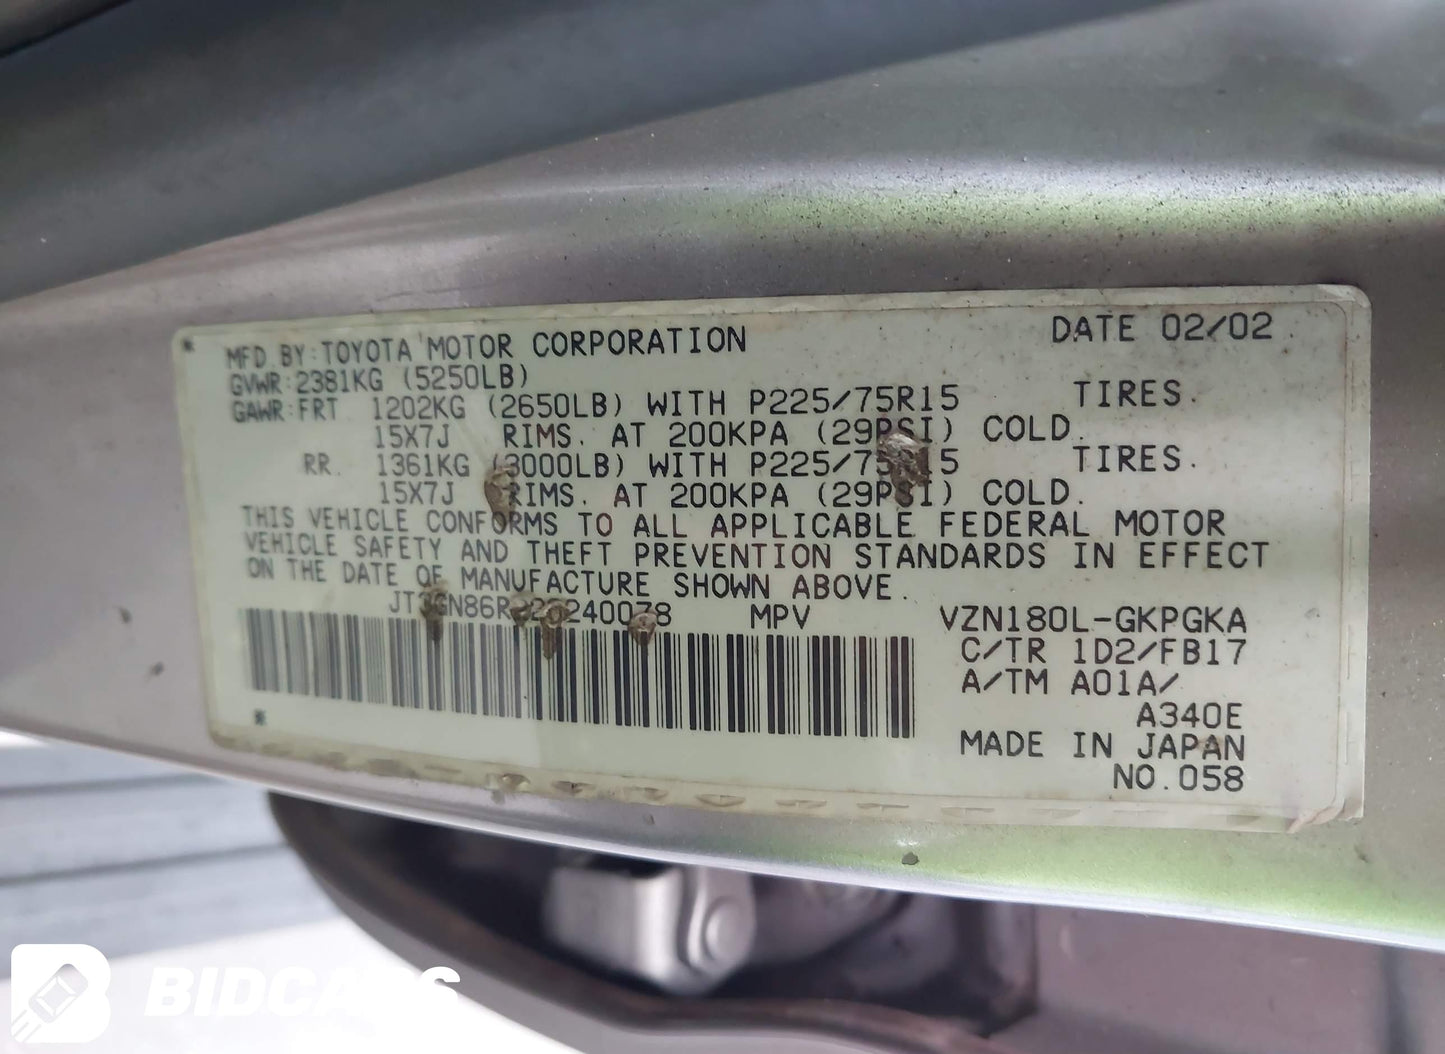 MFD BY:TOYOTA MOTOR CORPORATION DATE 02/02
GVWR:2381KG (5250LB)
GAWR:FRT 1202KG (2650LB) WITH P225/75R15 TIRES.
15X7J RIMS. AT 200KPA (29PSI) COLD.
RR. 1361KG (3000LB) WITH P225/75R15 TIRES.
15X7J RIMS. AT 200KPA (29PSI) COLD.
THIS VEHICLE CONFORMS TO ALL APPLICABLE FEDERAL MOTOR
VEHICLE SAFETY AND THEFT PREVENTION STANDARDS IN EFFECT
ON THE DATE OF MANUFACTURE SHOWN ABOVE.
MPV VZN180L-GKPGKA
C/TR 1D2/FB17
A/TM A01A/
A340E
MADE IN JAPAN
NO.058
BIDCARS